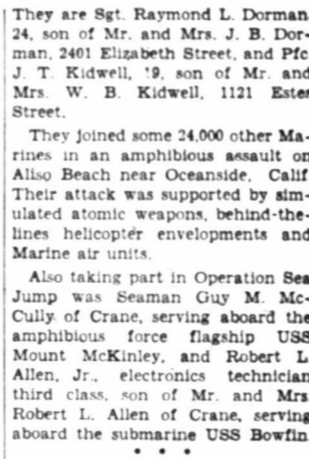 They are Sgt. Raymond L. Dorman
24, son of Mr. and Mrs. J. B. Dor-
man, 2401 Elizabeth Street, and Pfc
J. T. Kidwell, 19, son of Mr. and
Mrs. W. B. Kidwell, 1121 Estes
Street.
They joined some 24,000 other Ma-
rines in an amphibious assault on
Aliso Beach near Oceanside, Calif
Their attack was supported by sim-
ulated atomic weapons, behind-the-
lines helicopter envelopments and
Marine air units.
Also taking part in Operation Sea
Jump was Seaman Guy M. Mc-
Cully of Crane, serving aboard the
amphibious force flagship USS
Mount McKinley, and Robert L
Allen, Jr., electronics technician
third class, son of Mr. and Mrs
Robert L. Allen of Crane, serving
aboard the submarine USS Bowfin
* * *